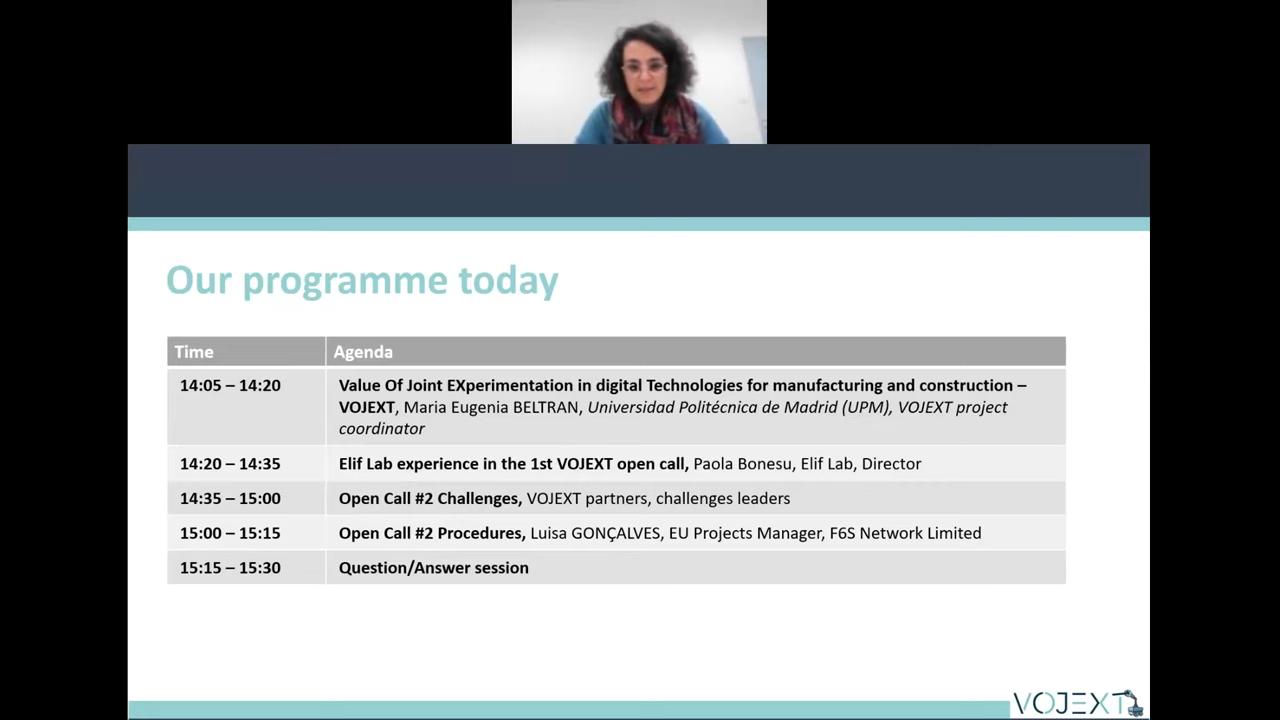 Our programme today
Time Agenda
14:05 – 14:20 Value Of Joint EXperimentation in digital Technologies for manufacturing and construction –
VOJEXT, Maria Eugenia BELTRAN, Universidad Politécnica de Madrid (UPM), VOJEXT project
coordinator
14:20 – 14:35 Elif Lab experience in the 1st VOJEXT open call, Paola Bonesu, Elif Lab, Director
14:35 – 15:00 Open Call #2 Challenges, VOJEXT partners, challenges leaders
15:00 – 15:15 Open Call #2 Procedures, Luisa GONÇALVES, EU Projects Manager, F6S Network Limited
15:15 – 15:30 Question/Answer session
VOJEXT